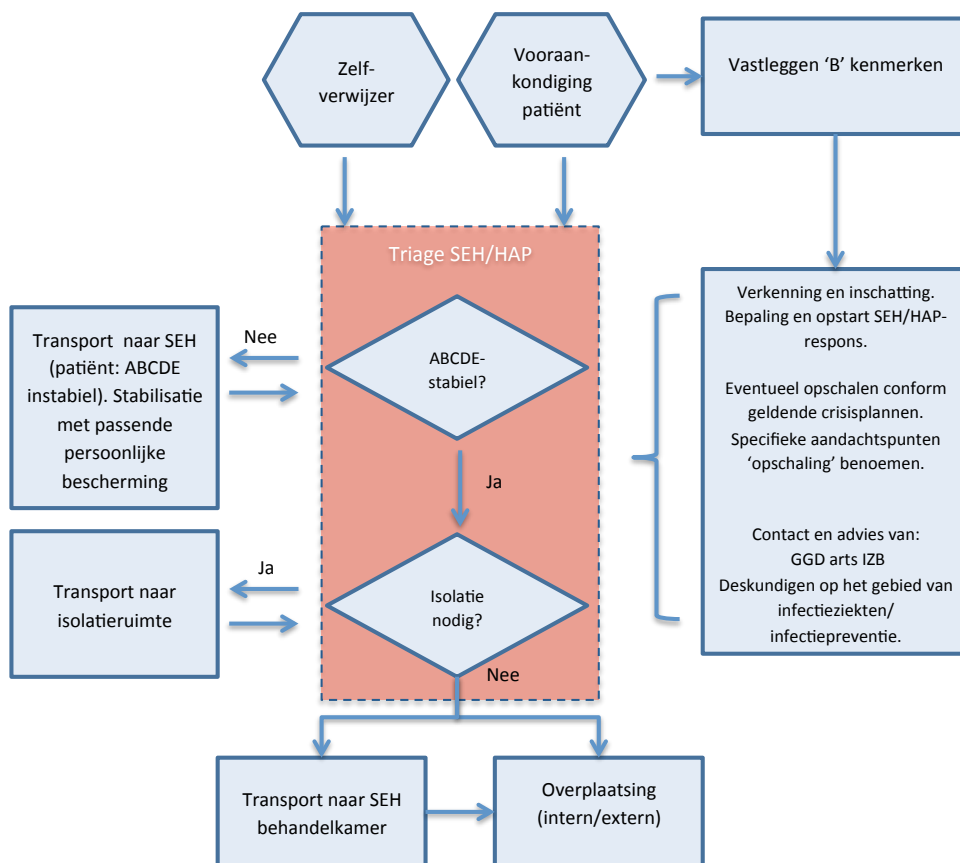 Zelf-
verwijzer
Vooraan-
kondiging
patiënt
Vastleggen ‘B’ kenmerken
Triage SEH/HAP
ABCDE-
stabiel?
Nee
Transport naar SEH
(patiënt: ABCDE
instabiel). Stabilisatie
met passende
persoonlijke
bescherming
Ja
Verkenning en inschatting.
Bepaling en opstart SEH/HAP-
respons.
Eventueel opschalen conform
geldende crisisplannen.
Specifieke aandachtspunten
‘opschaling’ benoemen.
Contact en advies van:
GGD arts IZB
Deskundigen op het gebied van
infectieziekten/
infectiepreventie.
Isolatie
nodig?
Ja
Transport naar
isolatieruimte
Nee
Transport naar SEH
behandelkamer
Overplaatsing
(intern/extern)